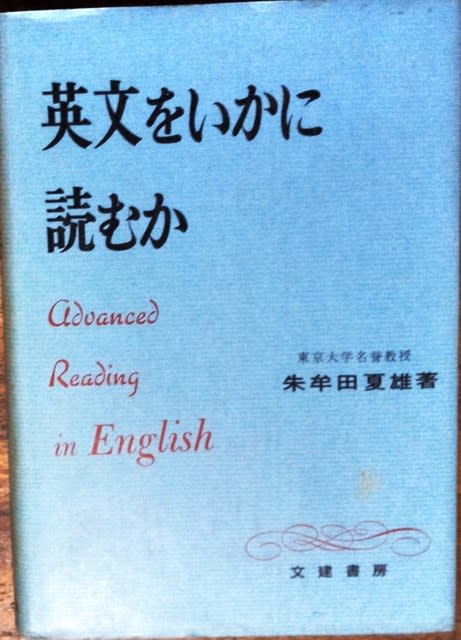 英文をいかに
読むか
Advanced
Reading
in English
東京大学名誉教授
朱牟田夏雄著
文建書房